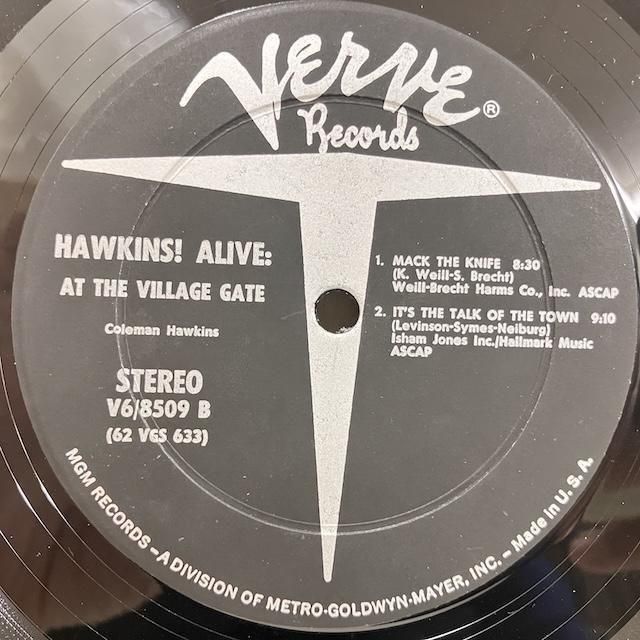 Verve®
Records
HAWKINS! ALIVE:
AT THE VILLAGE GATE
Coleman Hawkins
STEREO
V6/8509 B
(62 VGS 633)
1. MACK THE KNIFE 8:30
(K. Weill-S. Brecht)
Weill-Brecht Harms Co., Inc. ASCAP
2. IT'S THE TALK OF THE TOWN 9:10
(Levinson-Symes-Neiburg)
Isham Jones Inc./Hallmark Music
ASCAP
MGM RECORDS – A DIVISION OF METRO-GOLDWYN-MAYER, INC. – Made in U. S. A.